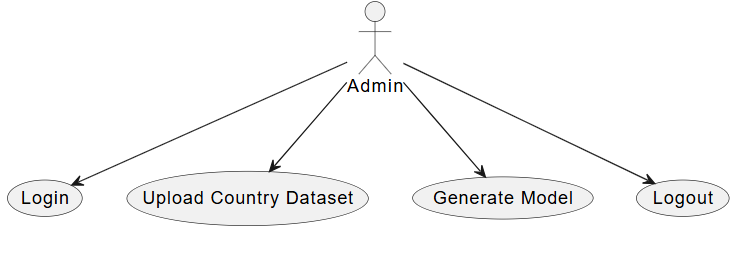 Admin
Login
Upload Country Dataset
Generate Model
Logout